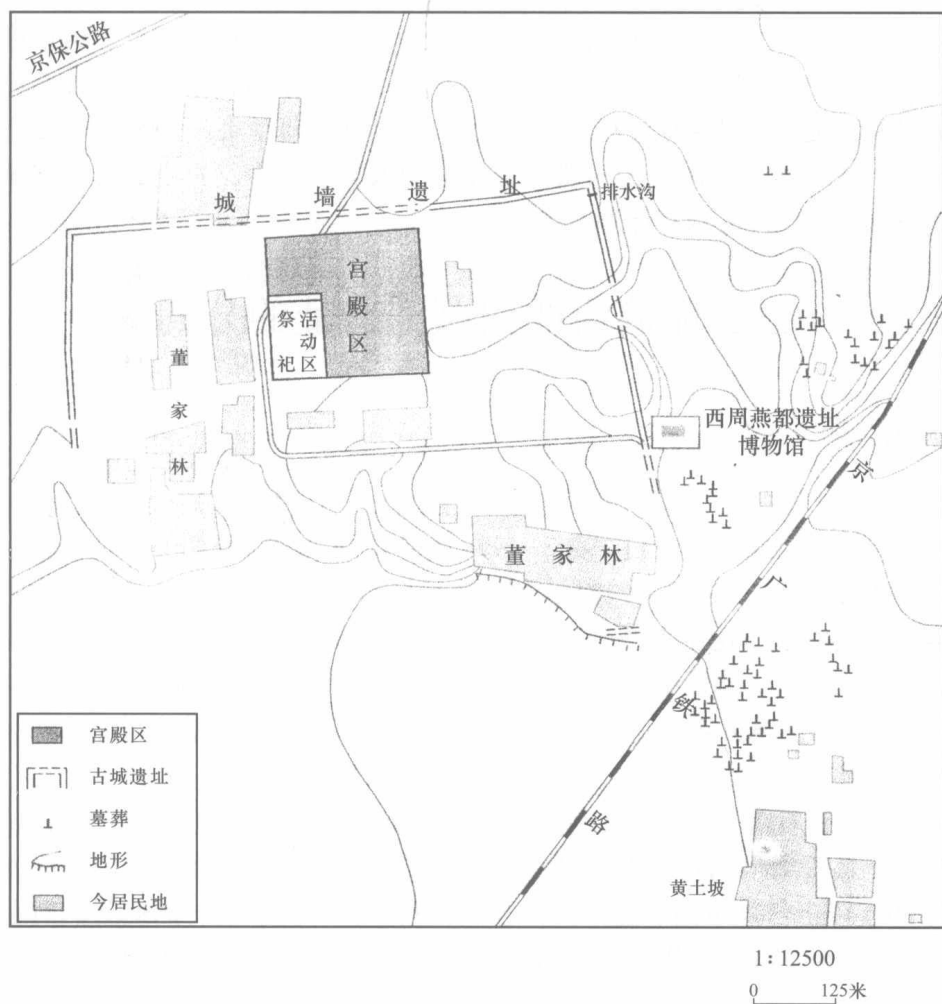 京保公路
城墙遗址
排水沟
宫殿区
祭祀
活动区
董家林
西周燕都遗址
博物馆
董家林
京广铁路
黄土坡
宫殿区
古城遗址
墓葬
地形
今居民地
1:12500
0 125米